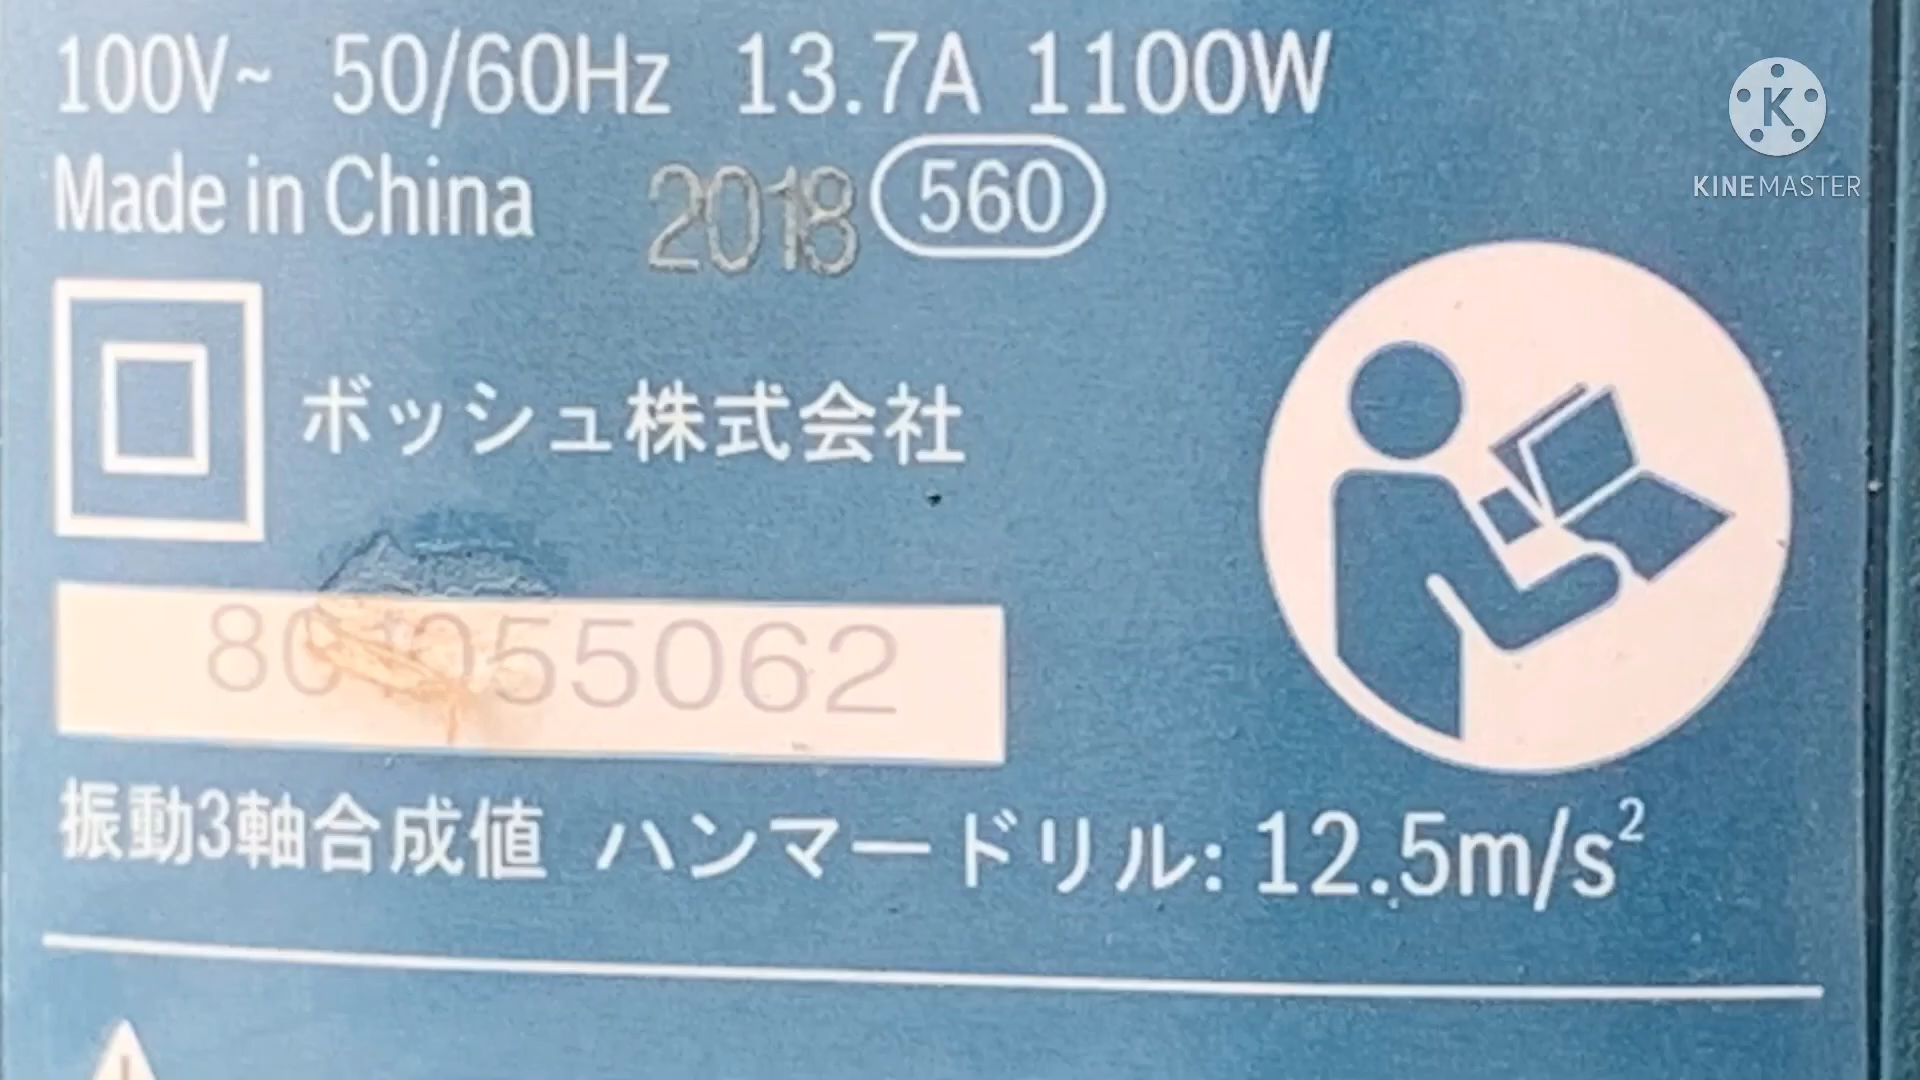 100V~ 50/60Hz 13.7A 1100W
Made in China 2018 560
ボッシュ株式会社
振動3軸合成値 ハンマードリル: 12.5m/s²
K
KINEMASTER